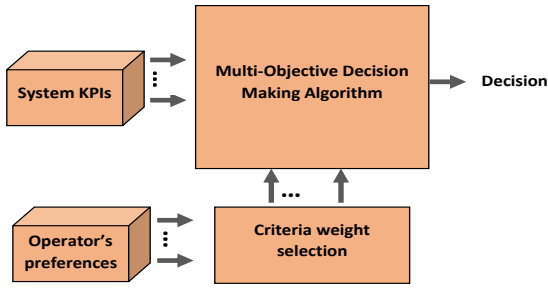 Multi-Objective Decision
Making Algorithm
System KPIs
Decision
...
...
...
Criteria weight
selection
Operator's
preferences
...